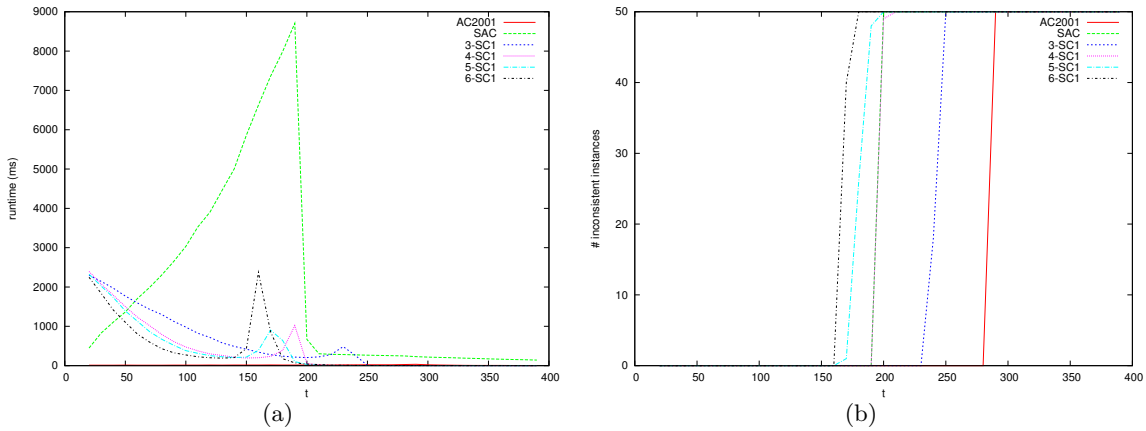 9000
8000
7000
6000
5000
4000
3000
2000
1000
0
runtime (ms)
0 50 100 150 200 250 300 350 400
t
AC2001
SAC
3-SC1
4-SC1
5-SC1
6-SC1
(a)
50
40
30
20
10
0
# inconsistent instances
0 50 100 150 200 250 300 350 400
t
AC2001
SAC
3-SC1
4-SC1
5-SC1
6-SC1
(b)